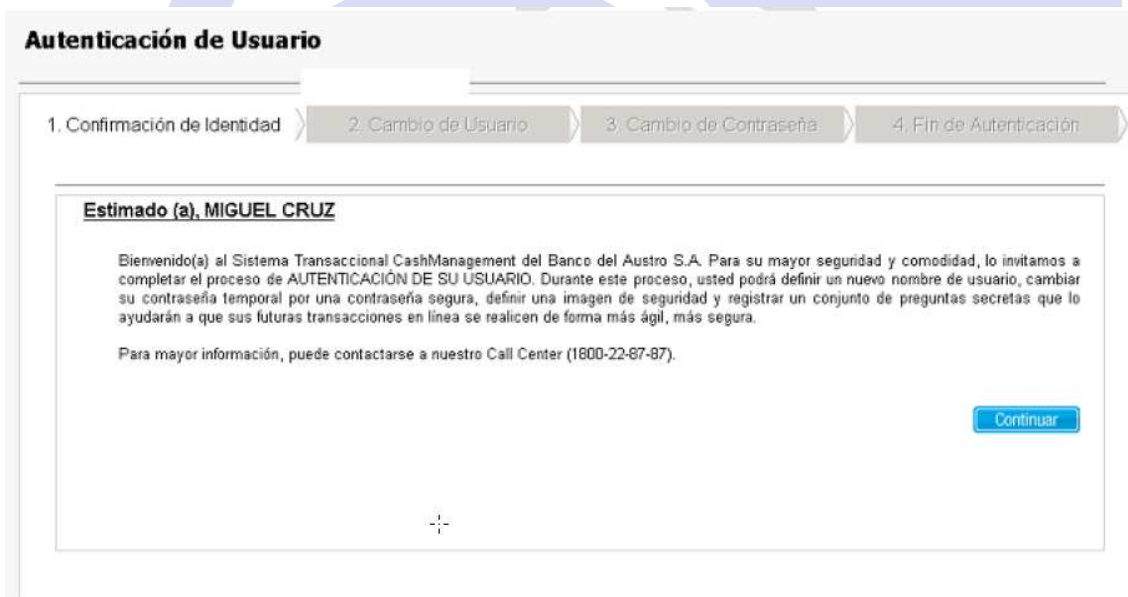 Autenticación de Usuario
1. Confirmación de Identidad
2. Cambio de Usuario
3. Cambio de Contraseña
4. Fin de Autenticación
Estimado (a), MIGUEL CRUZ
Bienvenido(a) al Sistema Transaccional CashManagement del Banco del Austro S.A. Para su mayor seguridad y comodidad, lo invitamos a
completar el proceso de AUTENTICACIÓN DE SU USUARIO. Durante este proceso, usted podrá definir un nuevo nombre de usuario, cambiar
su contraseña temporal por una contraseña segura, definir una imagen de seguridad y registrar un conjunto de preguntas secretas que lo
ayudarán a que sus futuras transacciones en línea se realicen de forma más ágil, más segura.
Para mayor información, puede contactarse a nuestro Call Center (1800-22-87-87).
Continuar